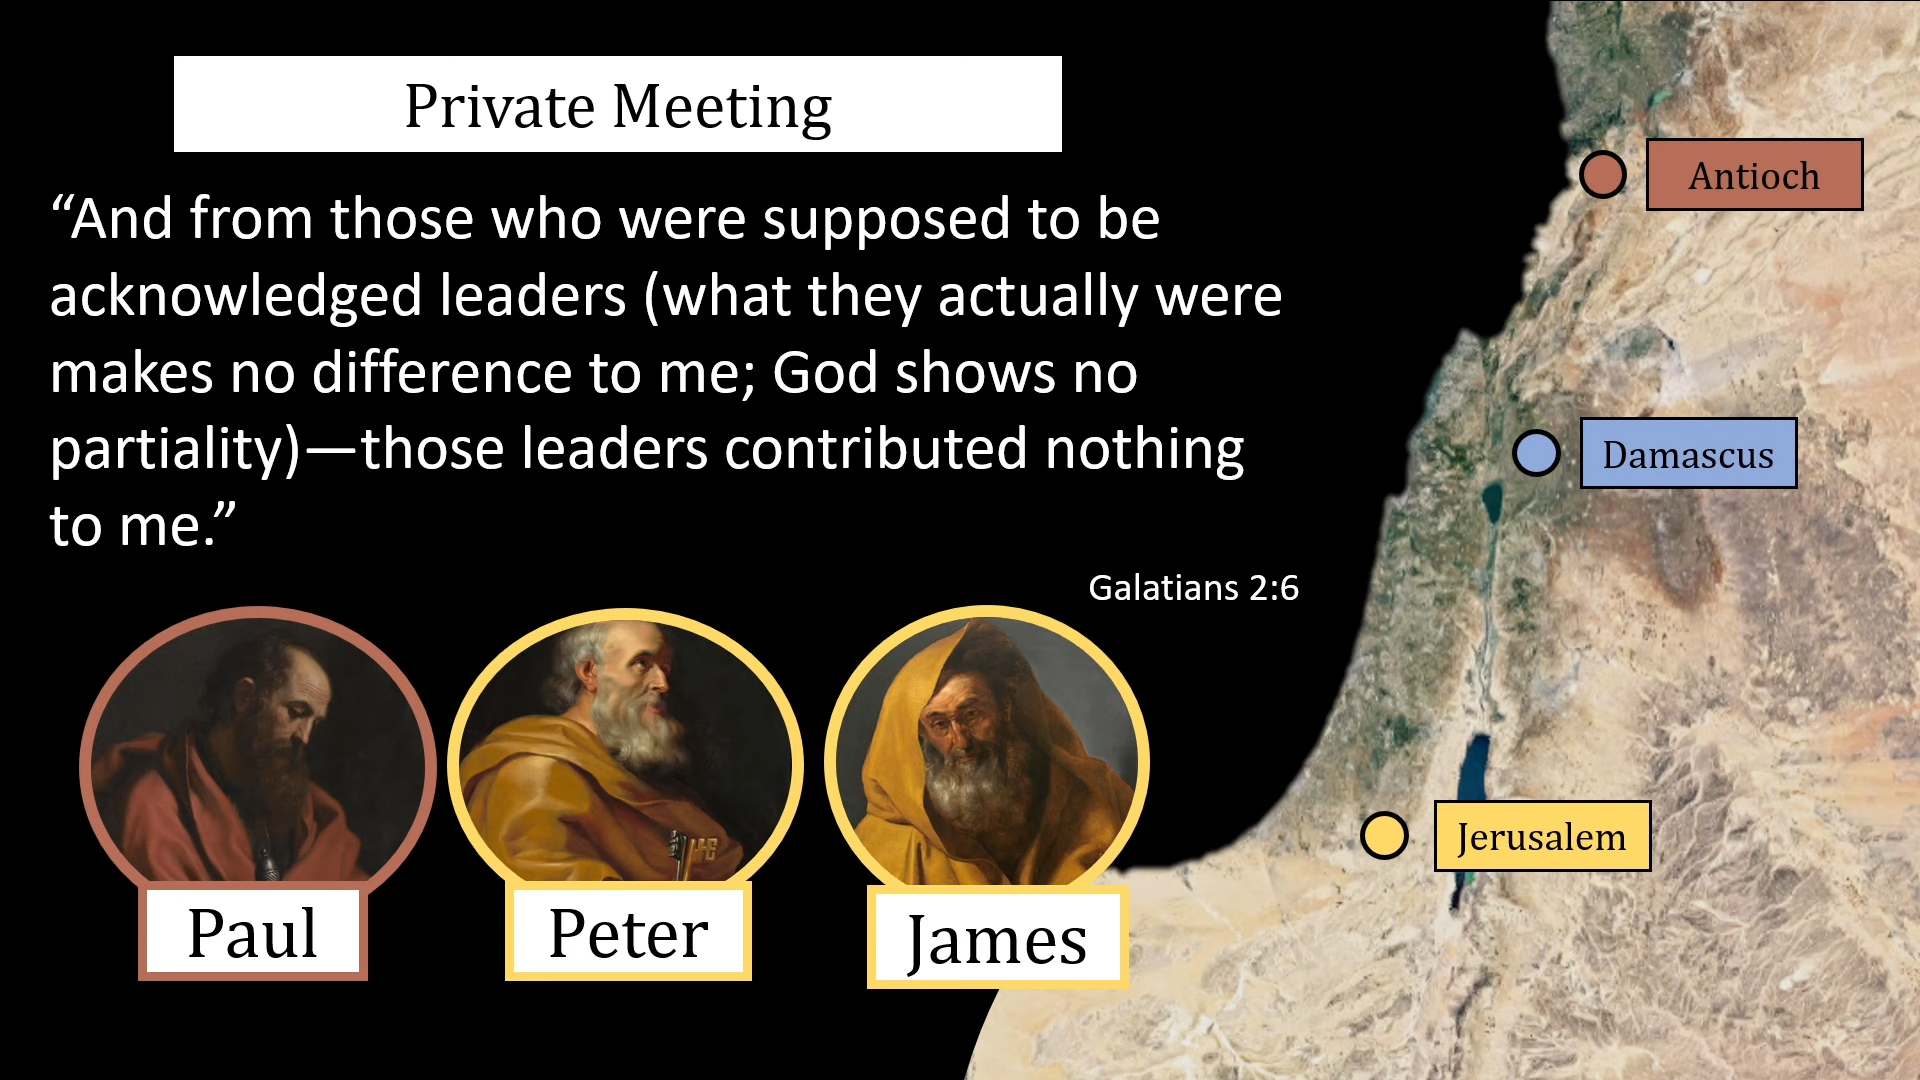 Private Meeting
“And from those who were supposed to be
acknowledged leaders (what they actually were
makes no difference to me; God shows no
partiality)—those leaders contributed nothing
to me.”
Galatians 2:6
Paul
Peter
James
Antioch
Damascus
Jerusalem